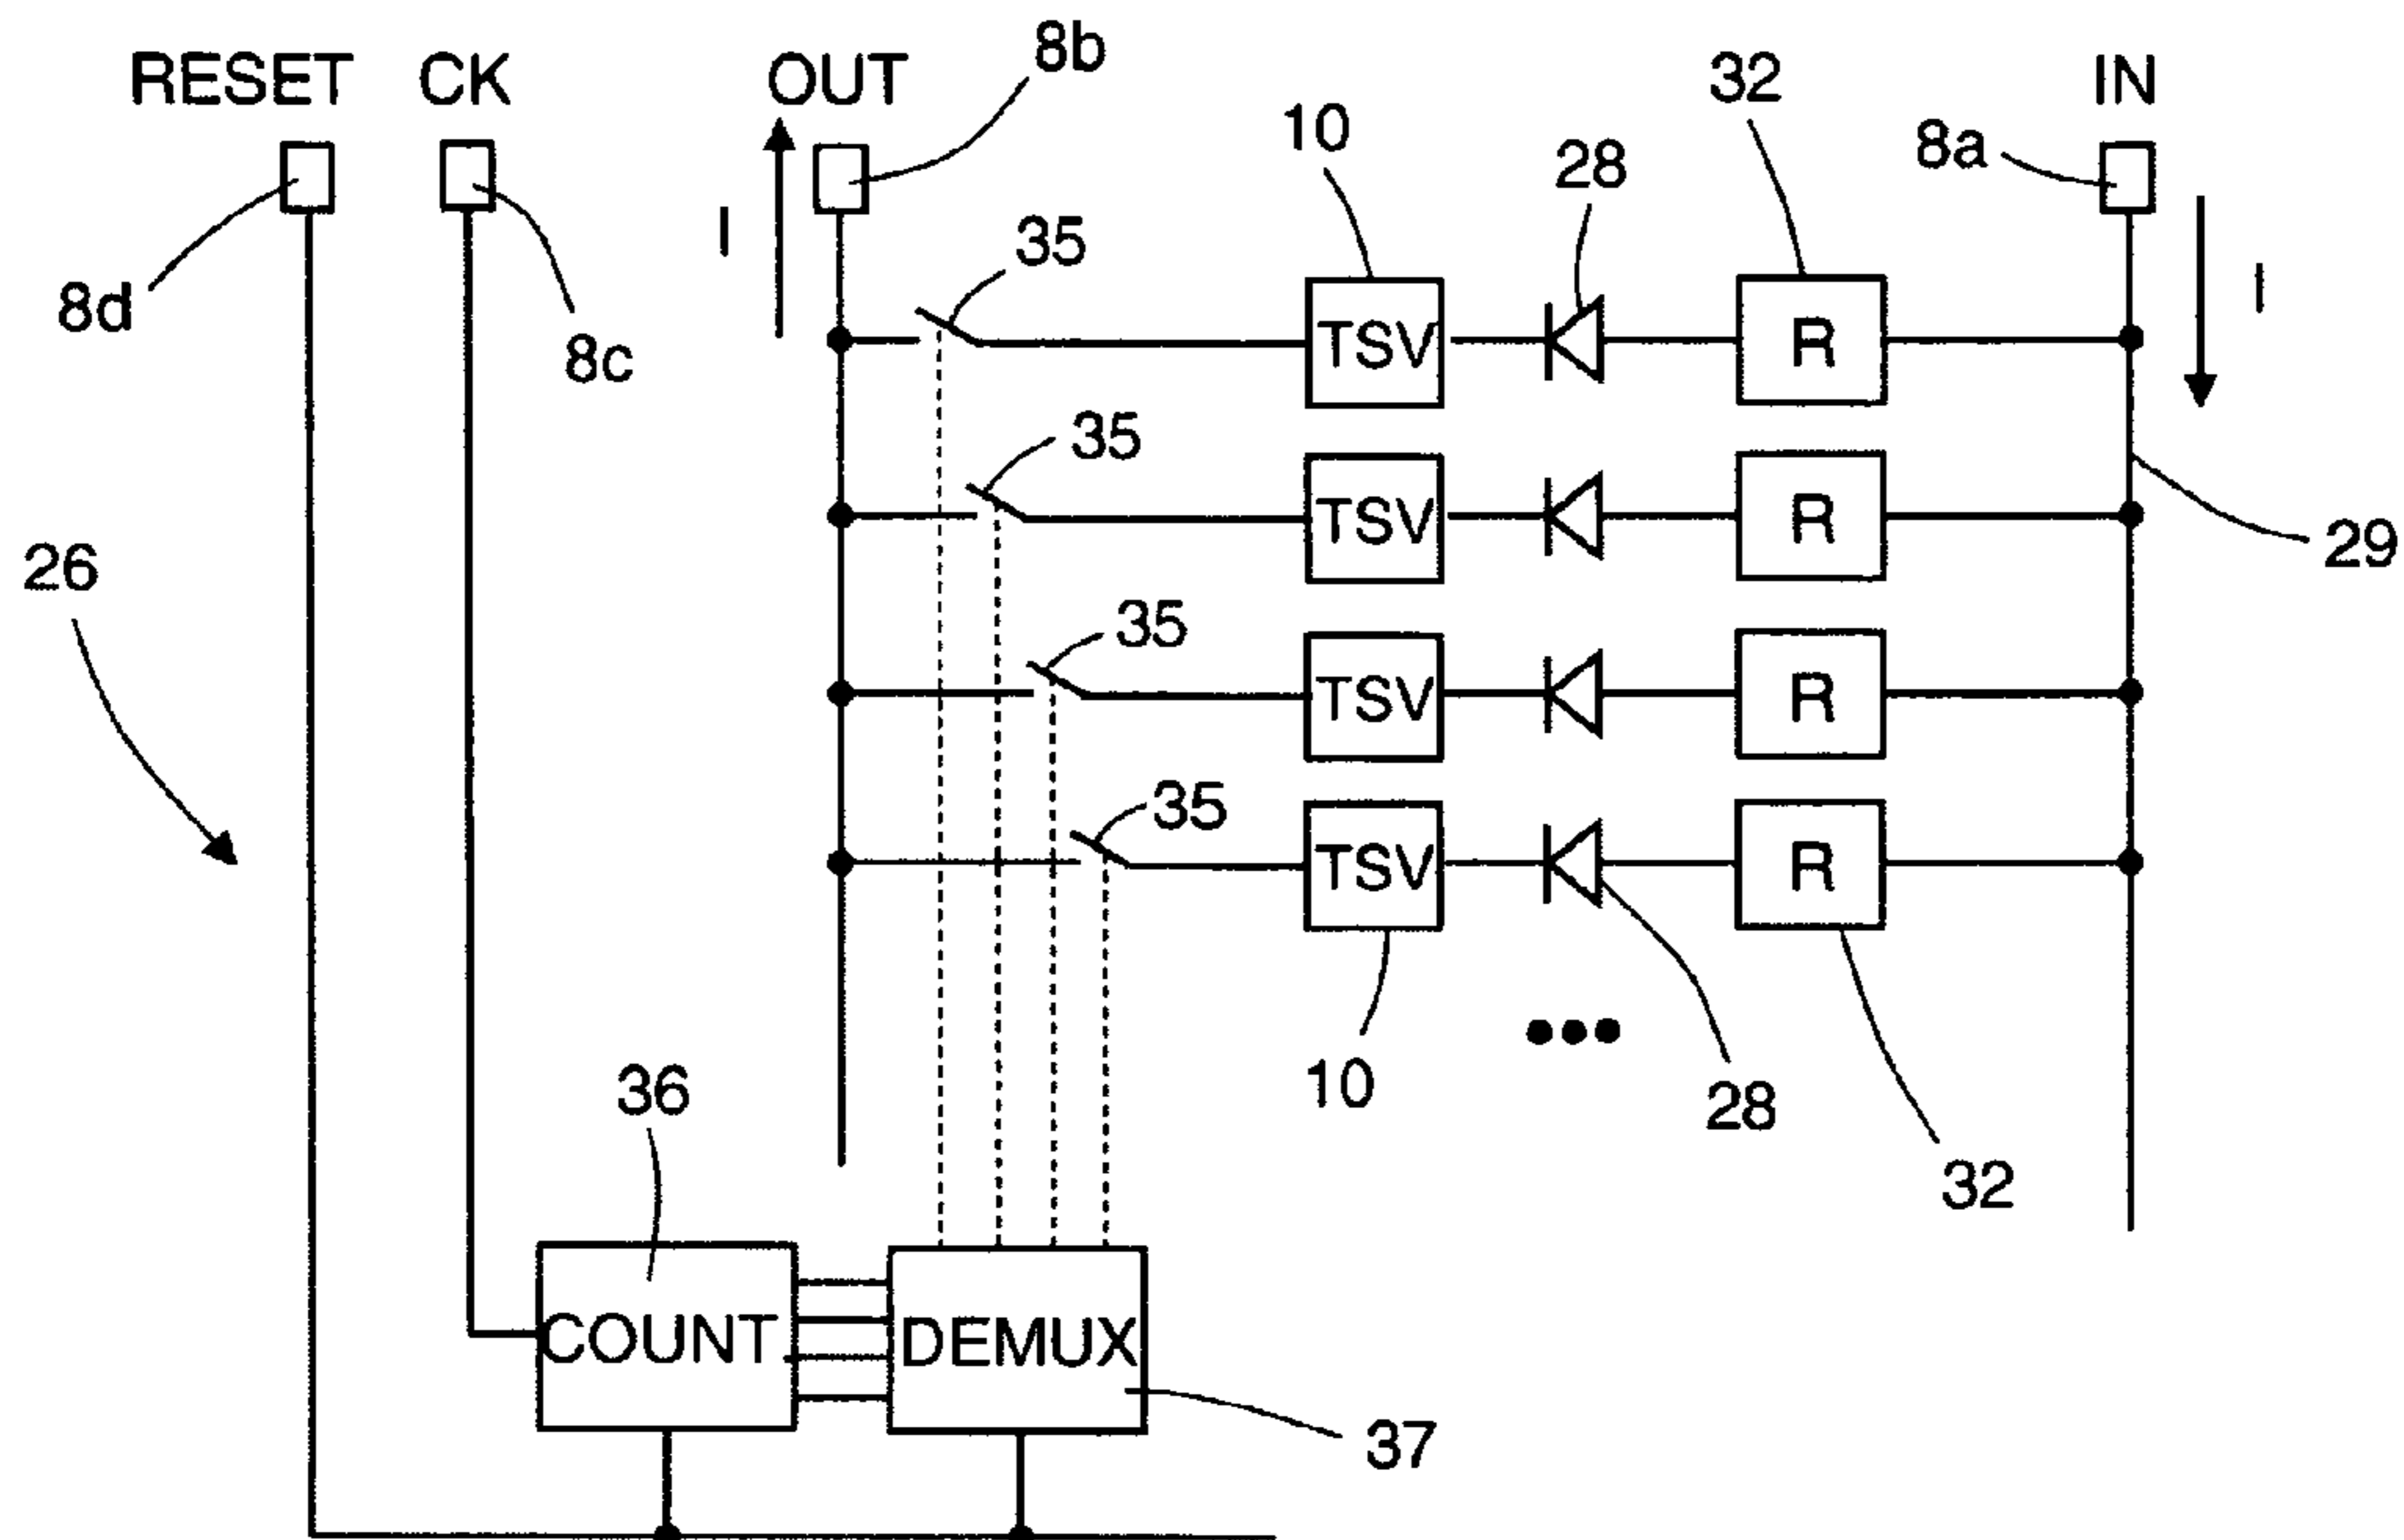 RESET CK OUT 8b 10 32 IN
28 8a
8d 8c I 35 I
TSV R
35
TSV R 29
26
35
TSV R
35
TSV R
10 28 32
36
COUNT DEMUX
37